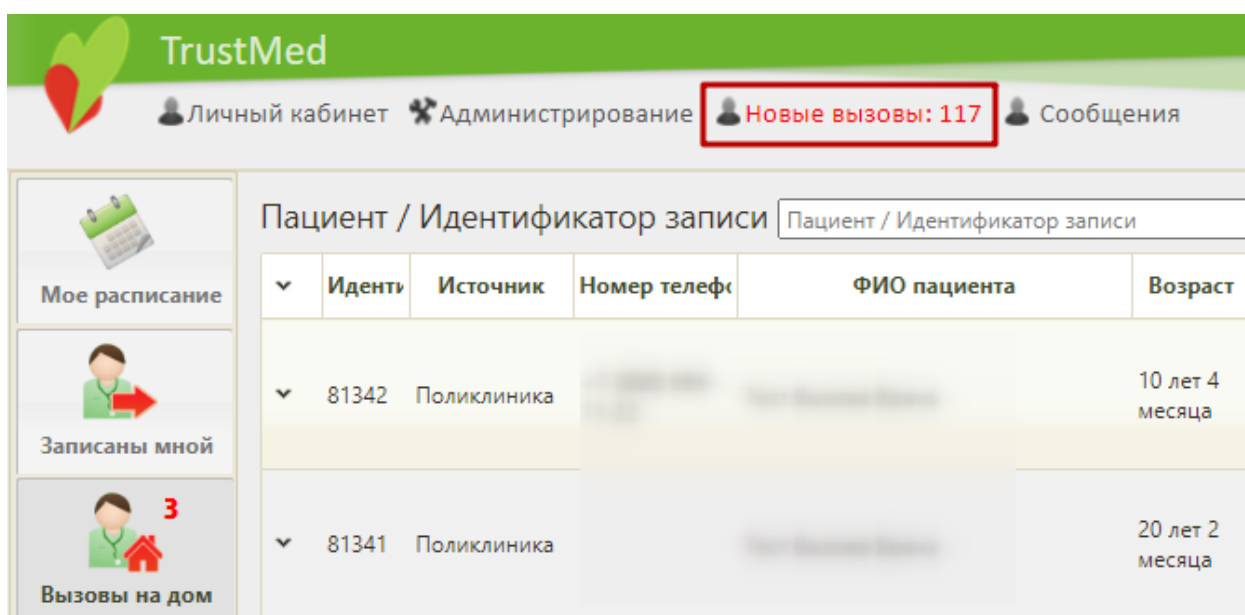 TrustMed
Личный кабинет Администрирование Новые вызовы: 117 Сообщения
Пациент / Идентификатор записи Пациент / Идентификатор записи
Мое расписание
Иденти Источник Номер телефо ФИО пациента Возраст
81342 Поликлиника 10 лет 4
месяца
Записаны мной
3
81341 Поликлиника 20 лет 2
месяца
Вызовы на дом